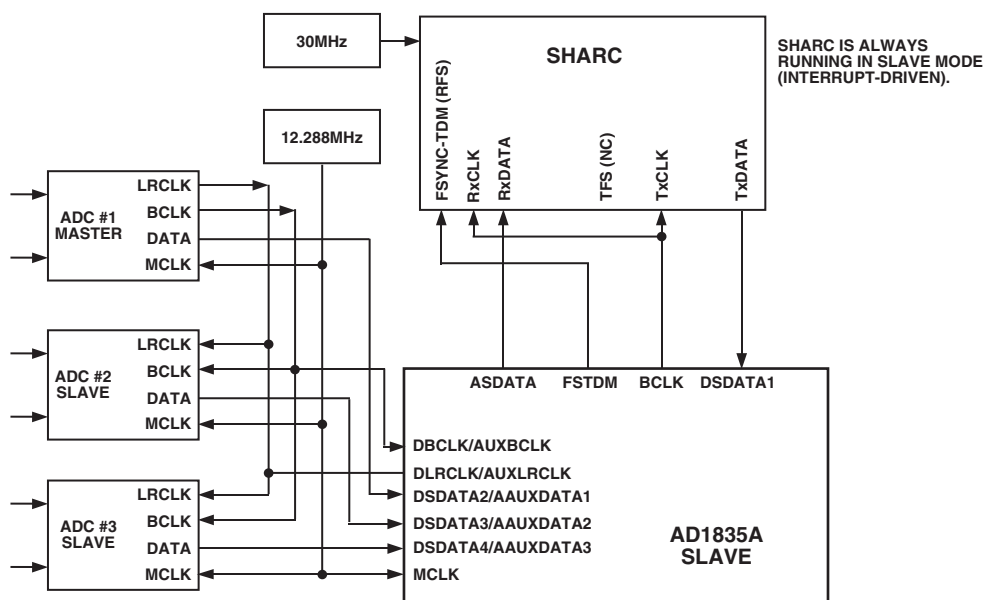 30MHz
SHARC
SHARC IS ALWAYS
RUNNING IN SLAVE MODE
(INTERRUPT-DRIVEN).
12.288MHz
FSYNC-TDM (RFS)
RxCLK
RxDATA
TFS (NC)
TxCLK
TxDATA
ADC #1
MASTER
LRCLK
BCLK
DATA
MCLK
ADC #2
SLAVE
LRCLK
BCLK
DATA
MCLK
ADC #3
SLAVE
LRCLK
BCLK
DATA
MCLK
ASDATA
FSTDM
BCLK
DSDATA1
DBCLK/AUXBCLK
DLRCLK/AUXLRCLK
DSDATA2/AAUXDATA1
DSDATA3/AAUXDATA2
DSDATA4/AAUXDATA3
MCLK
AD1835A
SLAVE